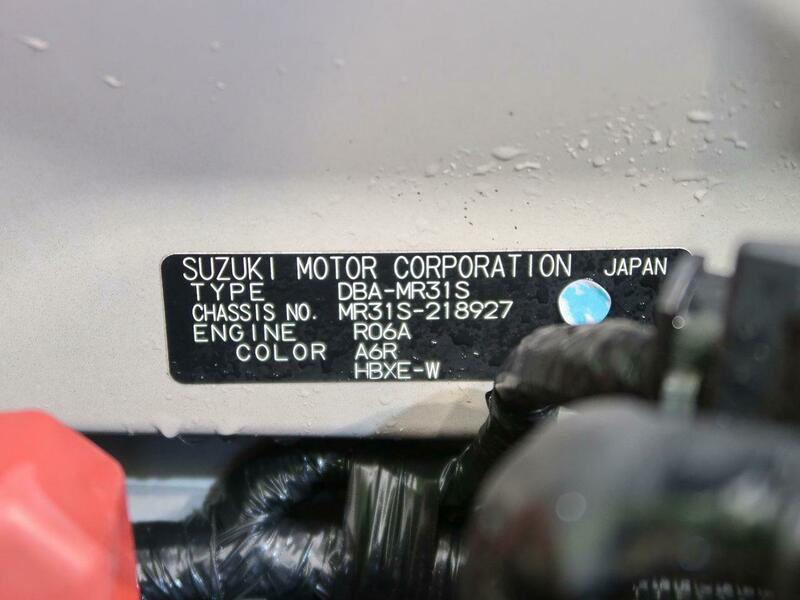 SUZUKI MOTOR CORPORATION JAPAN
TYPE DBA-MR31S
CHASSIS NO. MR31S-218927
ENGINE R06A
COLOR A6R
HBXE-W